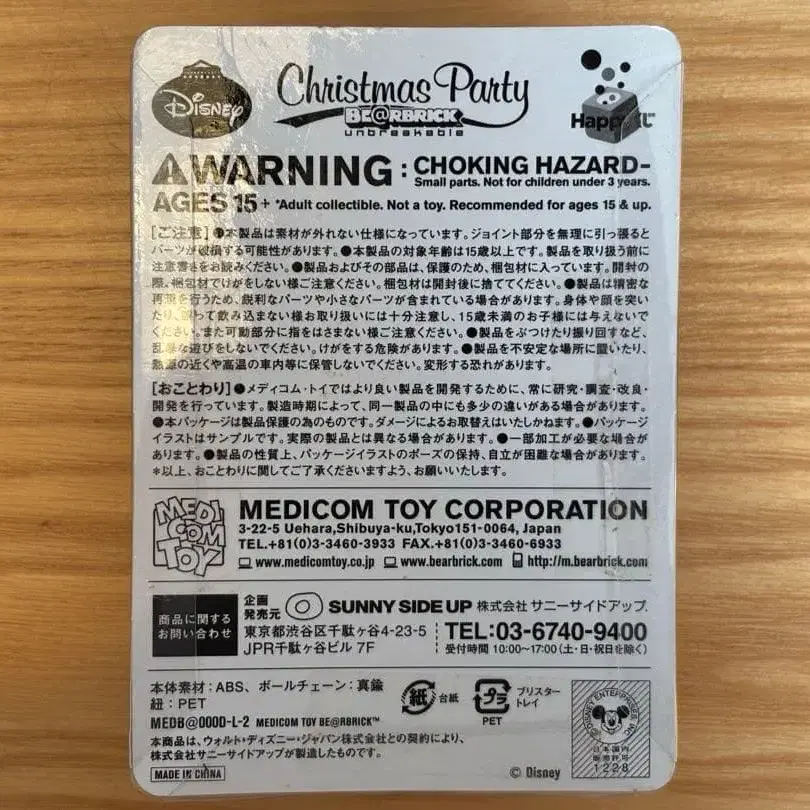 Disney
Christmas Party
BE@RBRICK
unbreakable
Happyくじ
WARNING : CHOKING HAZARD-
Small parts. Not for children under 3 years.
AGES 15+ *Adult collectible. Not a toy. Recommended for ages 15 & up.
[ご注意] ●本製品は素材が外れない仕様になっています。ジョイント部分を無理に引っ張ると
パーツが破損する可能性があります。●本製品の対象年齢は15歳以上です。製品を取り扱う前に
注意書きをお読みください。●製品およびその部品は、保護のため、梱包材に入っています。開封の
際、梱包材でけがをしない様ご注意ください。梱包材は開封後に捨ててください。●製品は精密な
再現を行うため、鋭利なパーツや小さなパーツが含まれている場合があります。身体や顔を突い
たり、誤って飲み込まない様お取り扱いには十分注意し、15歳未満のお子様には与えないで
ください。また可動部分に指をはさまない様ご注意ください。●製品をぶつけたり振り回すなど、
乱暴な遊びをしないでください。けがをする危険があります。●製品を不安定な場所に置いたり、
熱源の近くや高温の車内等に保管しないでください。変形する恐れがあります。
[おことわり] ●メディコム・トイではより良い製品を開発するために、常に研究・調査・改良・
開発を行っています。製造時期によって、同一製品の中にも多少の違いがある場合があります。
●本パッケージは製品保護の為のものです。ダメージによるお取替えはいたしかねます。●パッケージ
イラストはサンプルです。実際の製品とは異なる場合があります。●一部加工が必要な場合が
あります。●製品の性質上、パッケージイラストのポーズの保持、自立が困難な場合があります。
*以上、おことわりに関してご了承くださいますよう、お願いいたします。
MEDI
COM
TOY
MEDICOM TOY CORPORATION
3-22-5 Uehara,Shibuya-ku,Tokyo151-0064, Japan
TEL.+81(0)3-3460-3933 FAX.+81(0)3-3460-6933
www.medicomtoy.co.jp www.bearbrick.com http://m.bearbrick.com
商品に関する
お問い合わせ
企画
発売元
SUNNY SIDE UP 株式会社 サニーサイドアップ.
東京都渋谷区千駄ヶ谷4-23-5
JPR千駄ヶ谷ビル 7F
TEL:03-6740-9400
受付時間 10:00~17:00(土・日・祝日を除く)
本体素材:ABS、ボールチェーン:真鍮
紐:PET
MEDB@000D-L-2 MEDICOM TOY BE@RBRICK™
本商品は、ウォルト・ディズニー・ジャパンとの契約により、
株式会社サニーサイドアップが製造したものです。
MADE IN CHINA
紙 台紙
プラ
PET
ブリスター
トレイ
© DISNEY ENTERPRISES INC.
日本国内
販売許可
1228
© Disney